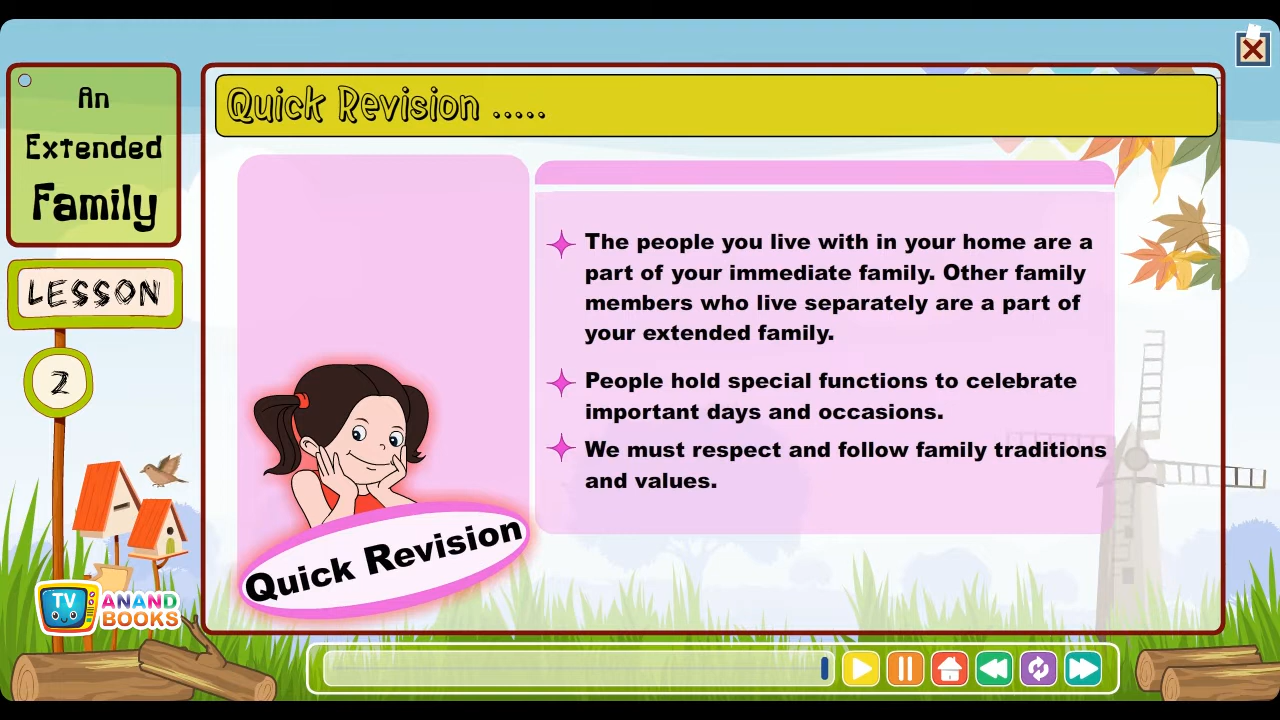 An
Extended
Family
LESSON
2
Quick Revision .....
The people you live with in your home are a
part of your immediate family. Other family
members who live separately are a part of
your extended family.
People hold special functions to celebrate
important days and occasions.
We must respect and follow family traditions
and values.
Quick Revision
TV
ANAND
BOOKS